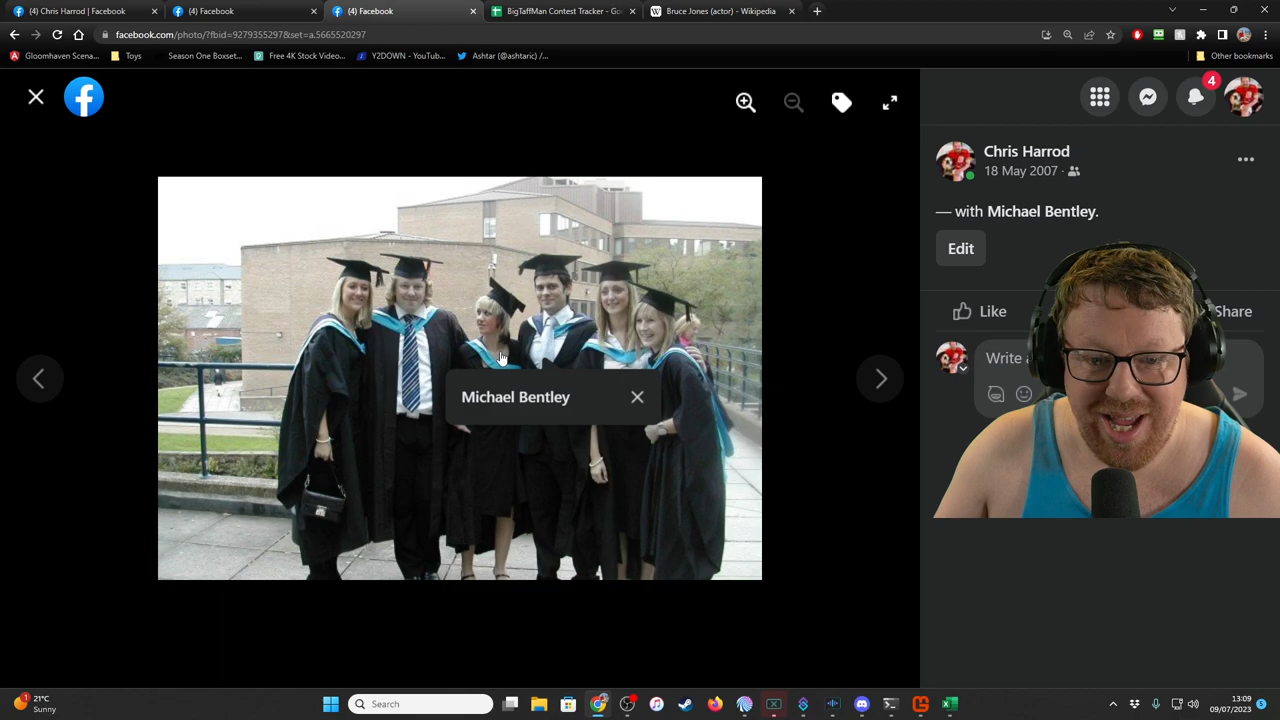 (4) Chris Harrod | Facebook
(4) Facebook
(4) Facebook
BigTaffMan Contest Tracker - Go
Bruce Jones (actor) - Wikipedia
facebook.com/photo/?fbid=9279355297&set=a.5665520297
Gloomhaven Scena...
Toys
Season One Boxset...
Free 4K Stock Video...
Y2DOWN - YouTub...
Ashtar (@ashtaric) /...
Other bookmarks
4
Chris Harrod
18 May 2007 ·
— with Michael Bentley.
Edit
Like
Share
Write
Michael Bentley
1
21°C
Sunny
Search
13:09
09/07/2023